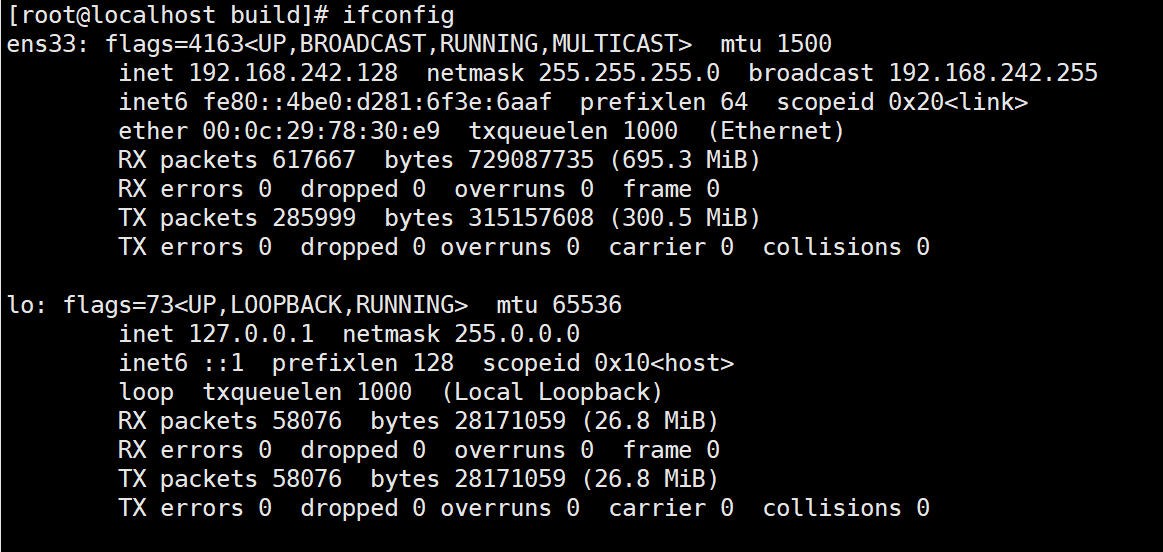 [root@localhost build]# ifconfig
ens33: flags=4163<UP,BROADCAST,RUNNING,MULTICAST>  mtu 1500
        inet 192.168.242.128  netmask 255.255.255.0  broadcast 192.168.242.255
        inet6 fe80::4be0:d281:6f3e:6aaf  prefixlen 64  scopeid 0x20<link>
        ether 00:0c:29:78:30:e9  txqueuelen 1000  (Ethernet)
        RX packets 617667  bytes 729087735 (695.3 MiB)
        RX errors 0  dropped 0  overruns 0  frame 0
        TX packets 285999  bytes 315157608 (300.5 MiB)
        TX errors 0  dropped 0 overruns 0  carrier 0  collisions 0

lo: flags=73<UP,LOOPBACK,RUNNING>  mtu 65536
        inet 127.0.0.1  netmask 255.0.0.0
        inet6 ::1  prefixlen 128  scopeid 0x10<host>
        loop  txqueuelen 1000  (Local Loopback)
        RX packets 58076  bytes 28171059 (26.8 MiB)
        RX errors 0  dropped 0  overruns 0  frame 0
        TX packets 58076  bytes 28171059 (26.8 MiB)
        TX errors 0  dropped 0 overruns 0  carrier 0  collisions 0